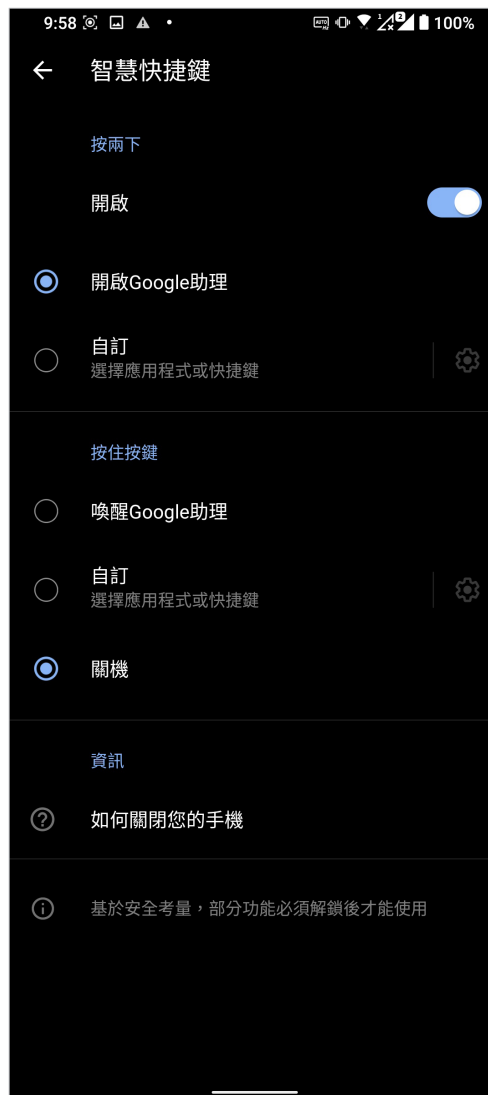 9:58 100%
智慧快捷鍵
按兩下
開啟
開啟Google助理
自訂
選擇應用程式或快捷鍵
按住按鍵
喚醒Google助理
自訂
選擇應用程式或快捷鍵
關機
資訊
如何關閉您的手機
基於安全考量，部分功能必須解鎖後才能使用